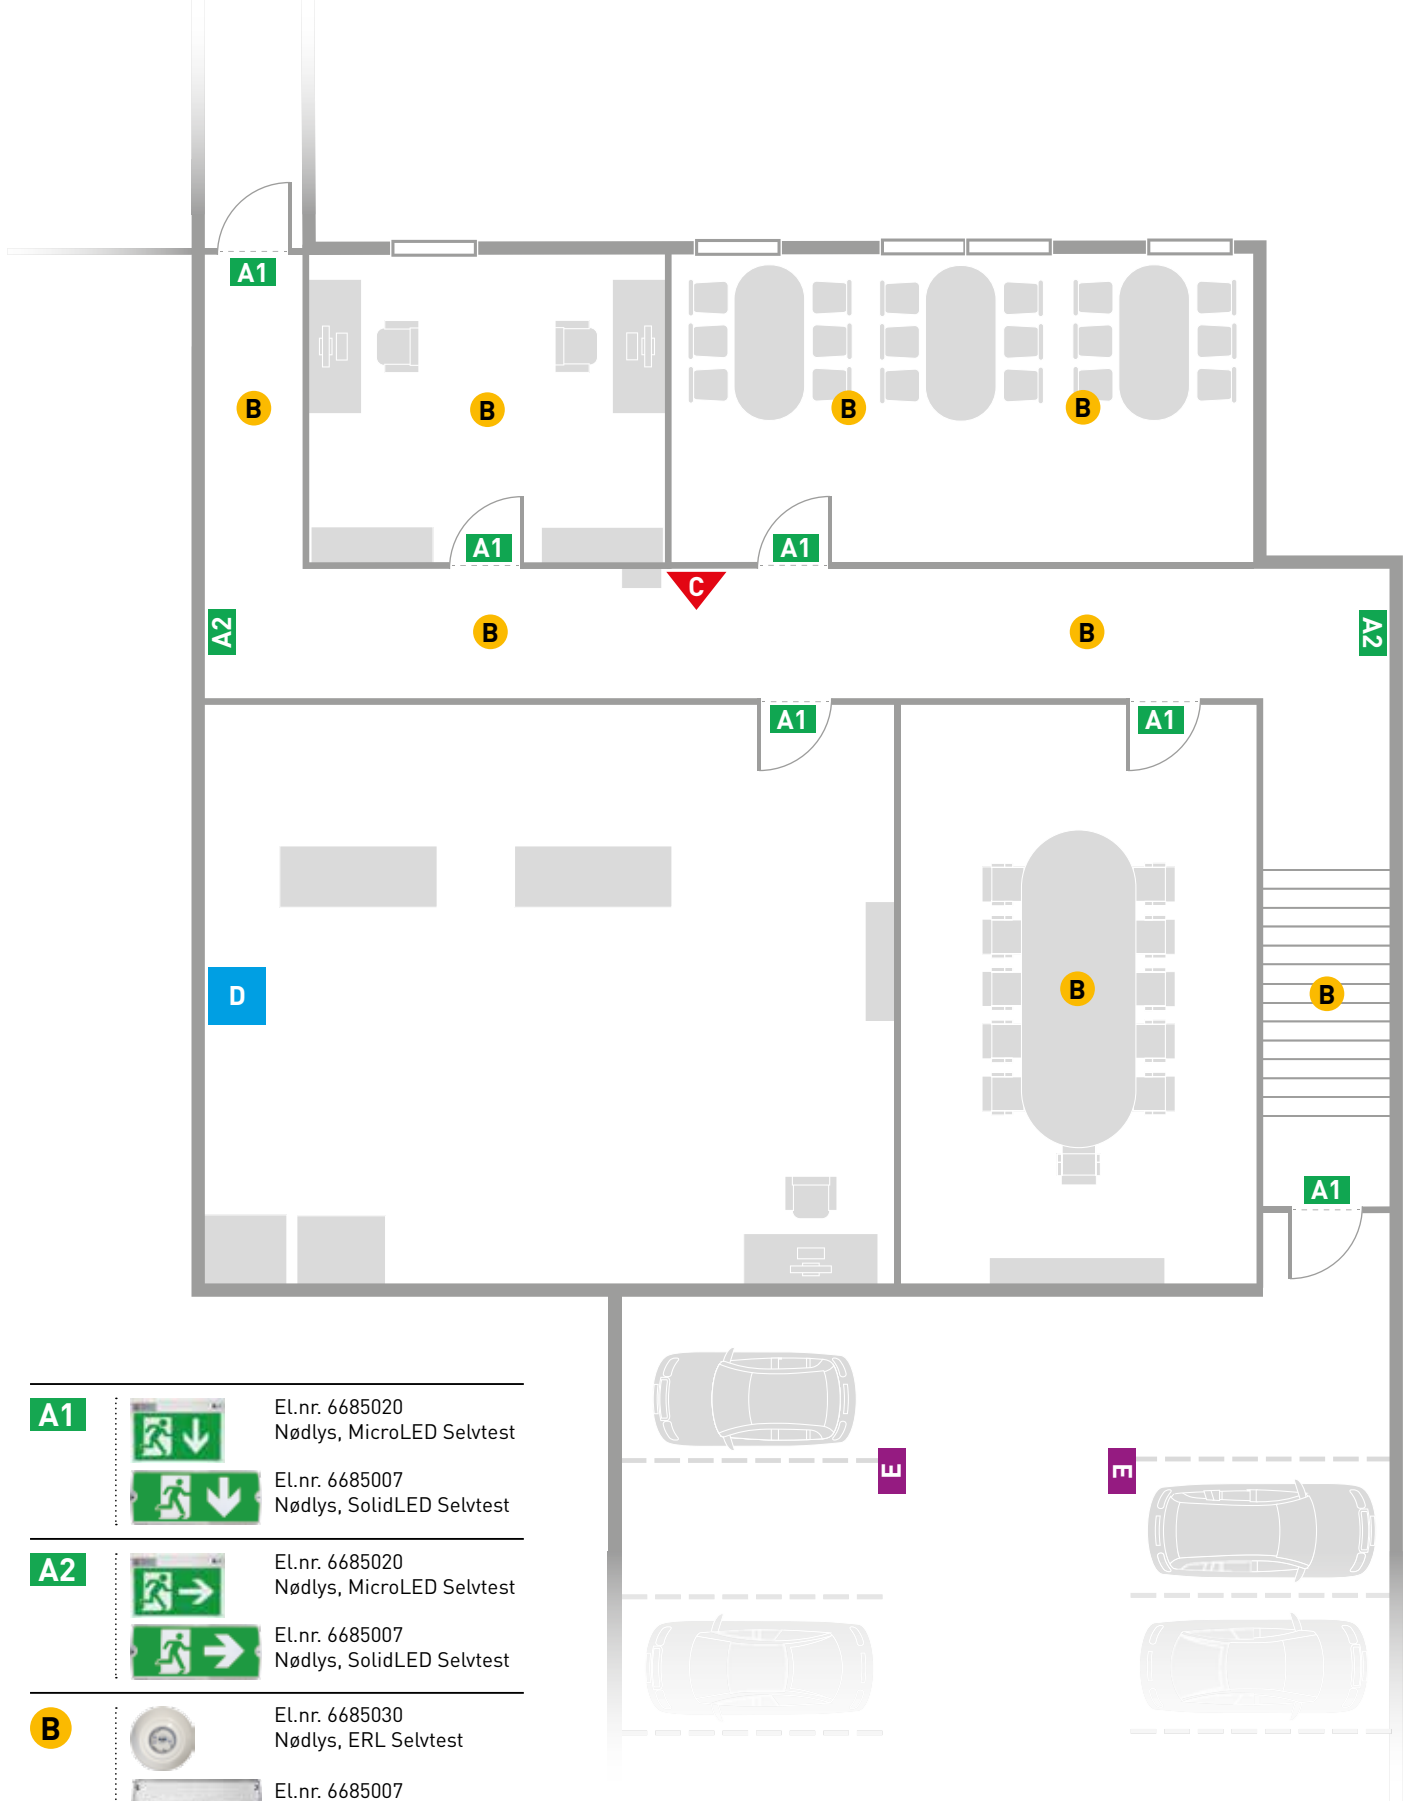 A1
B
B
B
B
A1
A1
C
A2
B
B
A2
A1
A1
D
B
B
A1
E
E
A1
El.nr. 6685020
Nødlys, MicroLED Selvtest
El.nr. 6685007
Nødlys, SolidLED Selvtest
A2
El.nr. 6685020
Nødlys, MicroLED Selvtest
El.nr. 6685007
Nødlys, SolidLED Selvtest
B
El.nr. 6685030
Nødlys, ERL Selvtest
El.nr. 6685007